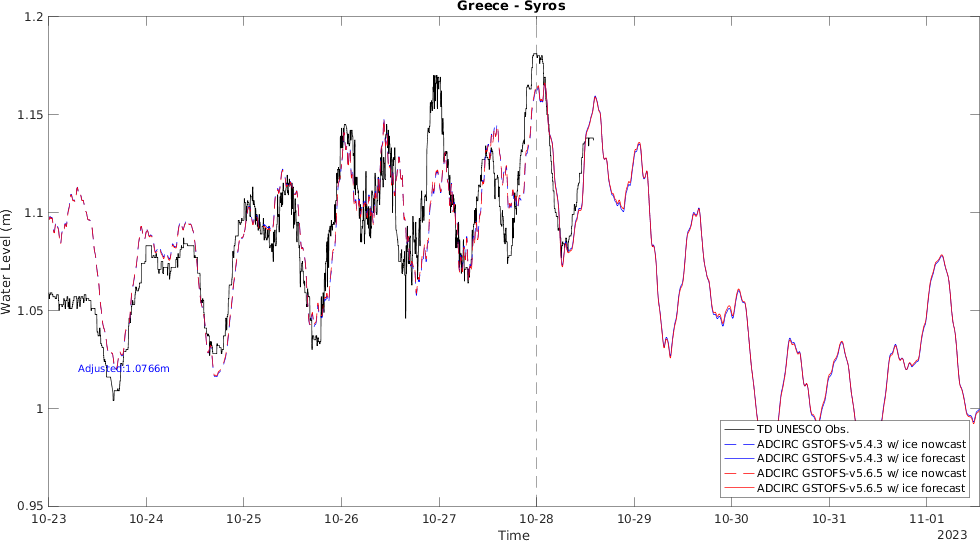 Greece - Syros
1.2
1.15
1.1
1.05
1
0.95
Water Level (m)
Adjusted:1.0766m
TD UNESCO Obs.
ADCIRC GSTOFS-v5.4.3 w/ ice nowcast
ADCIRC GSTOFS-v5.4.3 w/ ice forecast
ADCIRC GSTOFS-v5.6.5 w/ ice nowcast
ADCIRC GSTOFS-v5.6.5 w/ ice forecast
10-23 10-24 10-25 10-26 10-27 10-28 10-29 10-30 10-31 11-01
Time
2023